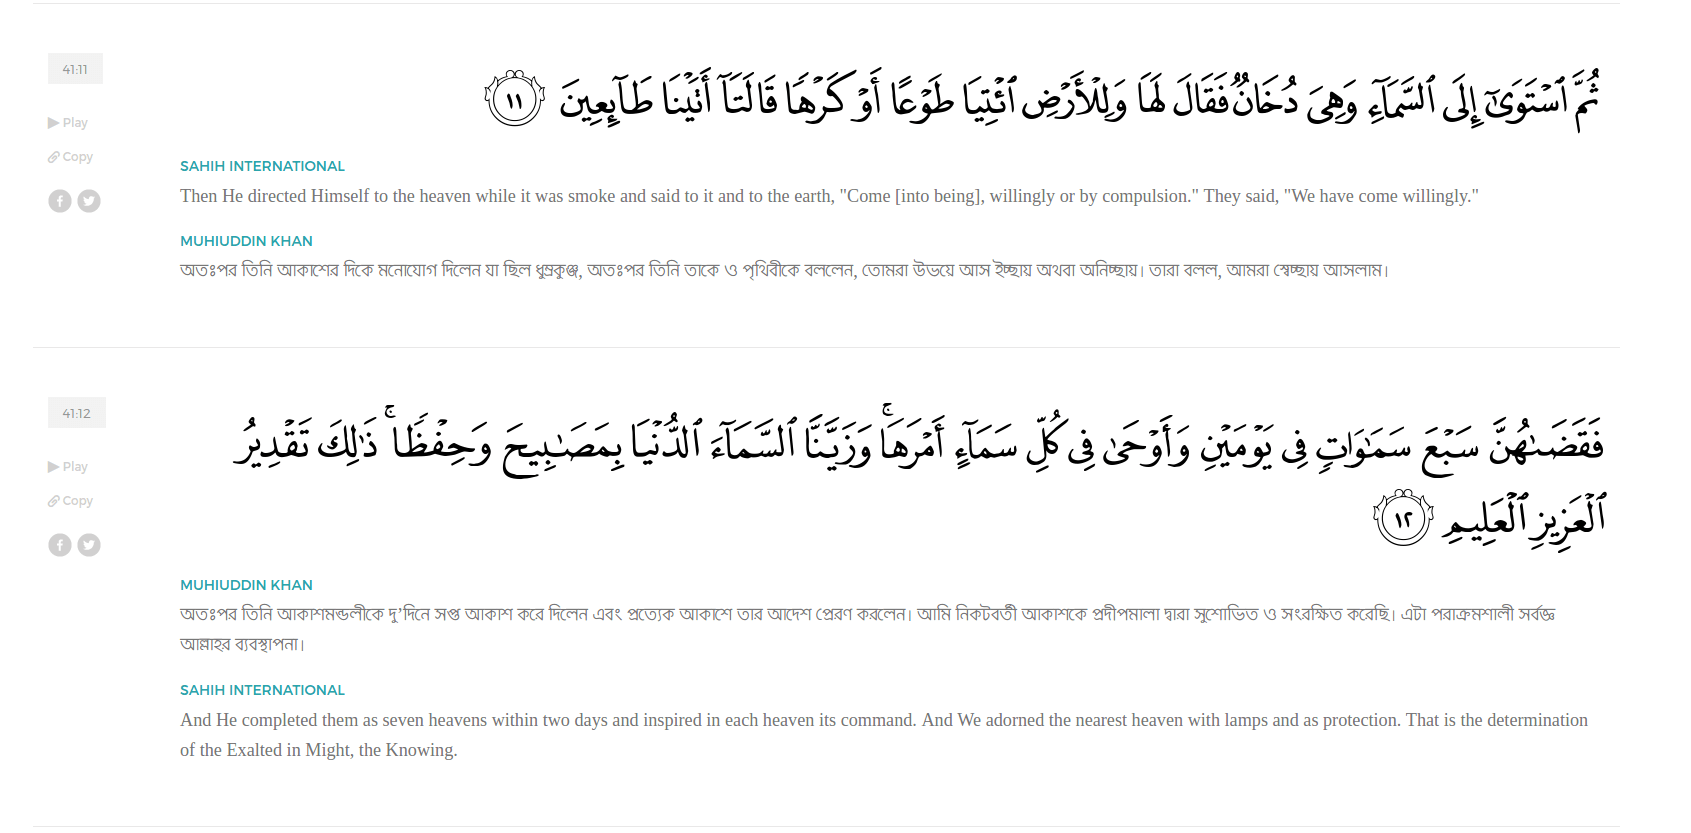 41:11
ثُمَّ ٱسْتَوَىٰٓ إِلَى ٱلسَّمَآءِ وَهِىَ دُخَانٌ فَقَالَ لَهَا وَلِلْأَرْضِ ٱئْتِيَا طَوْعًا أَوْ كَرْهًا قَالَتَآ أَتَيْنَا طَآئِعِينَ ١١
Play
Copy
SAHIH INTERNATIONAL
Then He directed Himself to the heaven while it was smoke and said to it and to the earth, "Come [into being], willingly or by compulsion." They said, "We have come willingly."
MUHIUDDIN KHAN
অতঃপর তিনি আকাশের দিকে মনোযোগ দিলেন যা ছিল ধুম্রকুঞ্জ, অতঃপর তিনি তাকে ও পৃথিবীকে বললেন, তোমরা উভয়ে আস ইচ্ছায় অথবা অনিচ্ছায়। তারা বলল, আমরা স্বেচ্ছায় আসলাম।
41:12
فَقَضَىٰهُنَّ سَبْعَ سَمَـٰوَاتٍ فِى يَوْمَيْنِ وَأَوْحَىٰ فِى كُلِّ سَمَآءٍ أَمْرَهَا ۚ وَزَيَّنَّا ٱلسَّمَآءَ ٱلدُّنْيَا بِمَصَـٰبِيحَ وَحِفْظًا ۚ ذَٰلِكَ تَقْدِيرُ
ٱلْعَزِيزِ ٱلْعَلِيمِ ١٢
Play
Copy
MUHIUDDIN KHAN
অতঃপর তিনি আকাশমন্ডলীকে দু’দিনে সপ্ত আকাশ করে দিলেন এবং প্রত্যেক আকাশে তার আদেশ প্রেরণ করলেন। আমি নিকটবর্তী আকাশকে প্রদীপমালা দ্বারা সুশোভিত ও সংরক্ষিত করেছি। এটা পরাক্রমশালী সর্বজ্ঞ
আল্লাহর ব্যবস্থাপনা।
SAHIH INTERNATIONAL
And He completed them as seven heavens within two days and inspired in each heaven its command. And We adorned the nearest heaven with lamps and as protection. That is the determination
of the Exalted in Might, the Knowing.